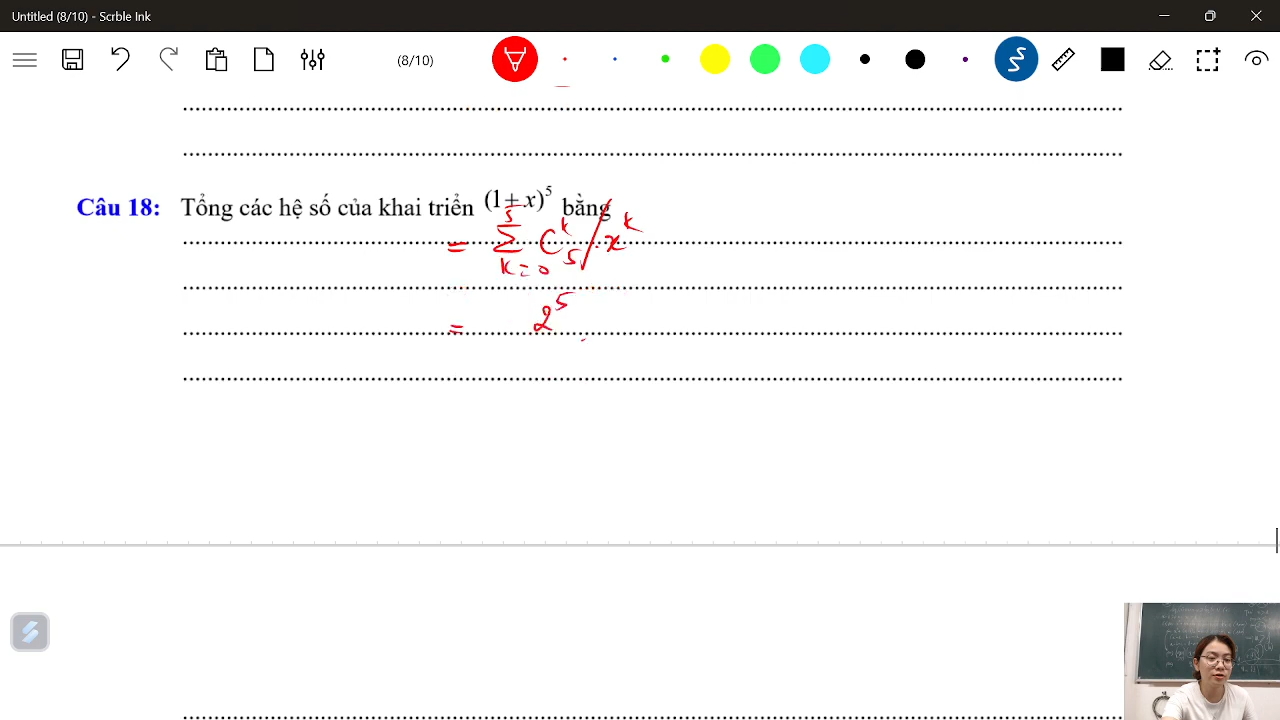 Untitled (8/10) - Scrble Ink
(8/10)
Câu 18: Tổng các hệ số của khai triển (1+x)^5 bằng
= \sum_{k=0}^{5} C_5^k / . x^k
= 2^5